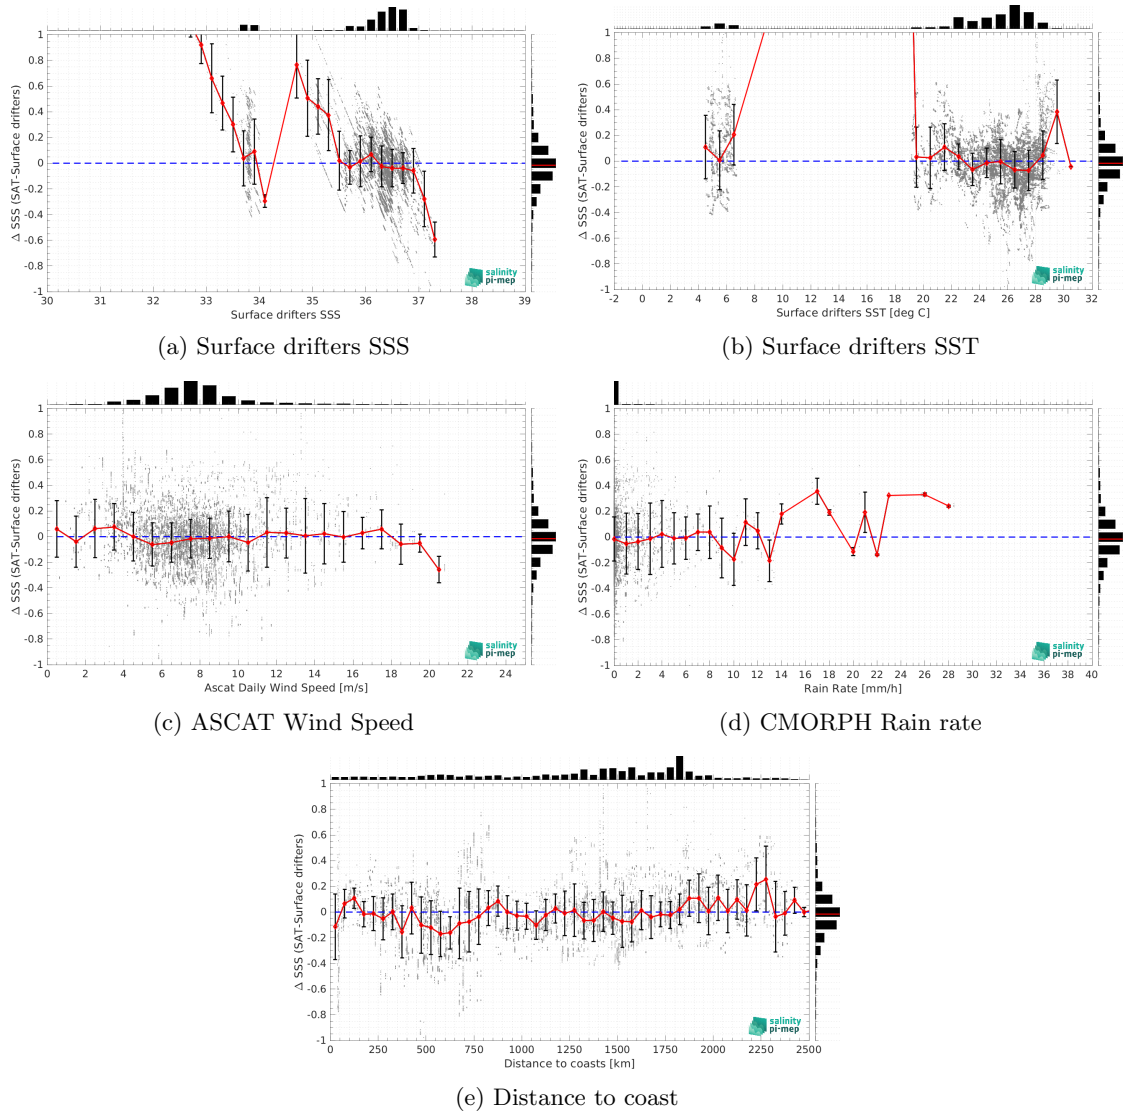 1
0.8
0.6
0.4
0.2
0
-0.2
-0.4
-0.6
-0.8
-1
Δ SSS (SAT-Surface drifters)
30 31 32 33 34 35 36 37 38 39
Surface drifters SSS
salinity
pi-mep
(a) Surface drifters SSS
1
0.8
0.6
0.4
0.2
0
-0.2
-0.4
-0.6
-0.8
-1
Δ SSS (SAT-Surface drifters)
-2 0 2 4 6 8 10 12 14 16 18 20 22 24 26 28 30 32
Surface drifters SST [deg C]
salinity
pi-mep
(b) Surface drifters SST
1
0.8
0.6
0.4
0.2
0
-0.2
-0.4
-0.6
-0.8
-1
Δ SSS (SAT-Surface drifters)
0 2 4 6 8 10 12 14 16 18 20 22 24
Ascat Daily Wind Speed [m/s]
salinity
pi-mep
(c) ASCAT Wind Speed
1
0.8
0.6
0.4
0.2
0
-0.2
-0.4
-0.6
-0.8
-1
Δ SSS (SAT-Surface drifters)
0 2 4 6 8 10 12 14 16 18 20 22 24 26 28 30 32 34 36 38 40
Rain Rate [mm/h]
salinity
pi-mep
(d) CMORPH Rain rate
1
0.8
0.6
0.4
0.2
0
-0.2
-0.4
-0.6
-0.8
-1
Δ SSS (SAT-Surface drifters)
0 250 500 750 1000 1250 1500 1750 2000 2250 2500
Distance to coasts [km]
salinity
pi-mep
(e) Distance to coast